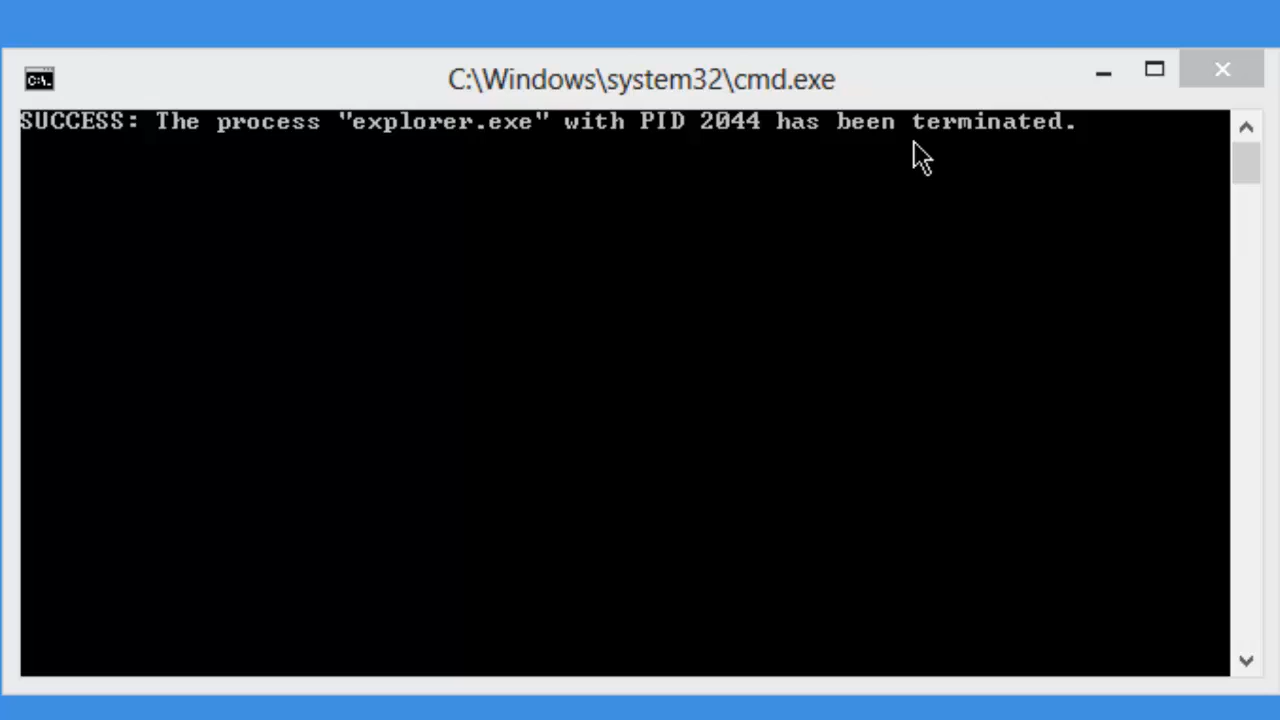 C:\.
C:\Windows\system32\cmd.exe
SUCCESS: The process "explorer.exe" with PID 2044 has been terminated.